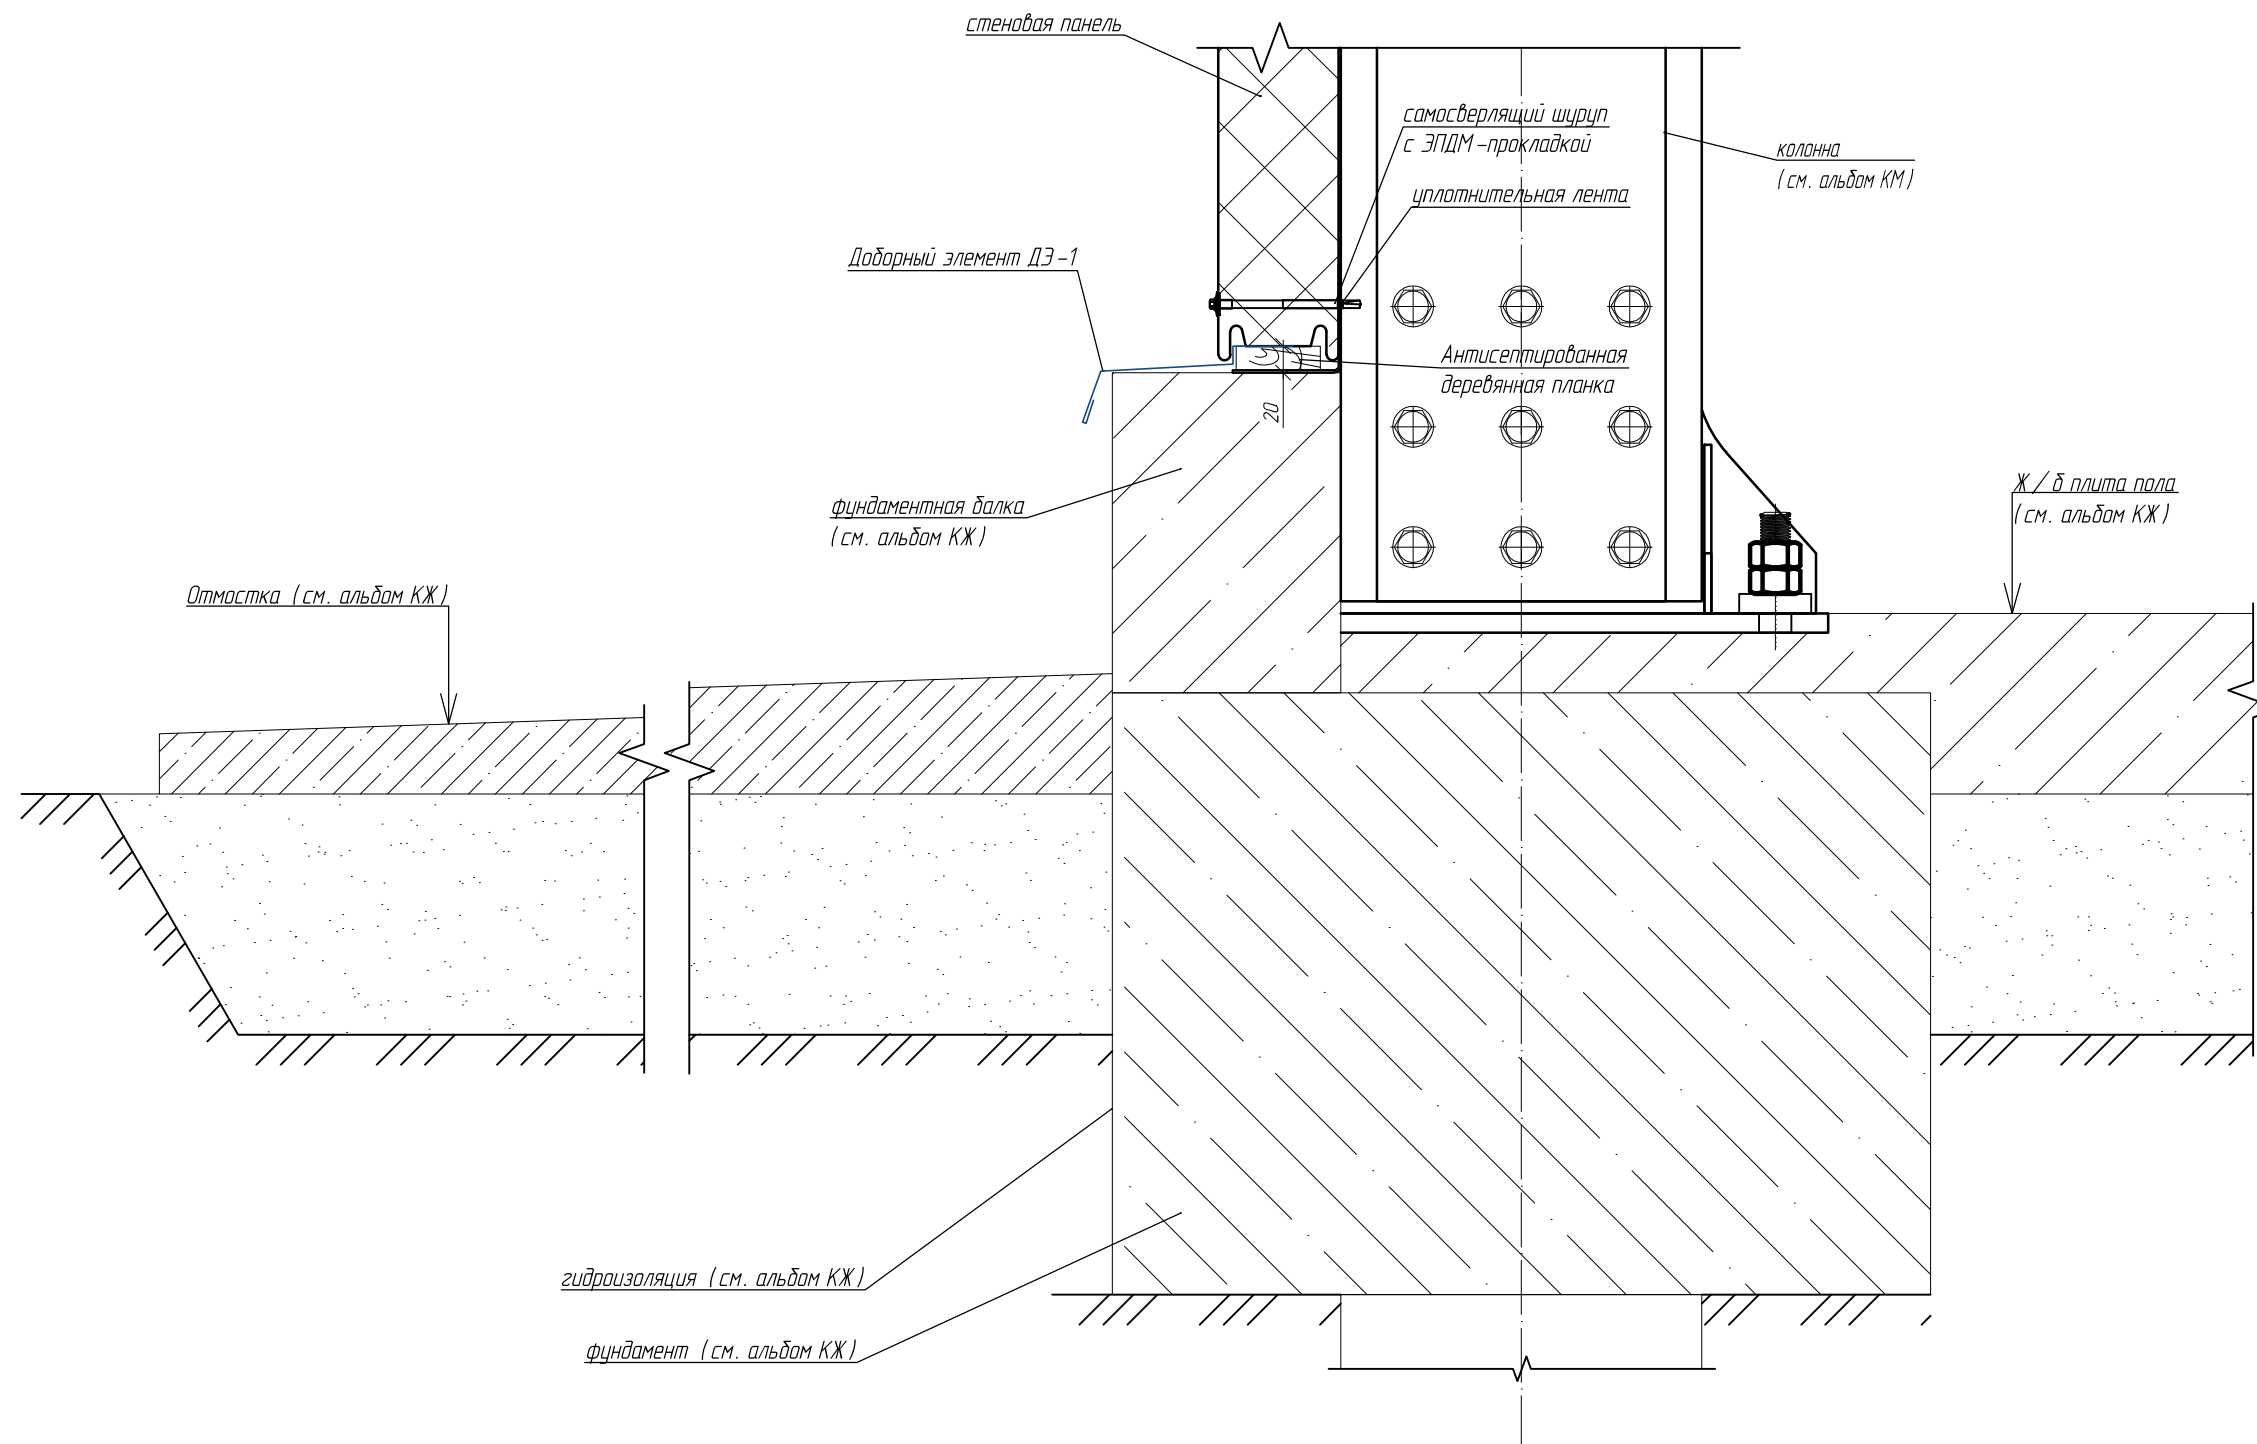 стеновая панель
самосверлящий шуруп
с ЭПДМ-прокладкой
колонна
(см. альбом КМ)
уплотнительная лента
Доборный элемент ДЭ-1
Антисептированная
деревянная планка
20
фундаментная балка
(см. альбом КЖ)
Ж/б плита пола
(см. альбом КЖ)
Отмостка (см. альбом КЖ)
гидроизоляция (см. альбом КЖ)
фундамент (см. альбом КЖ)